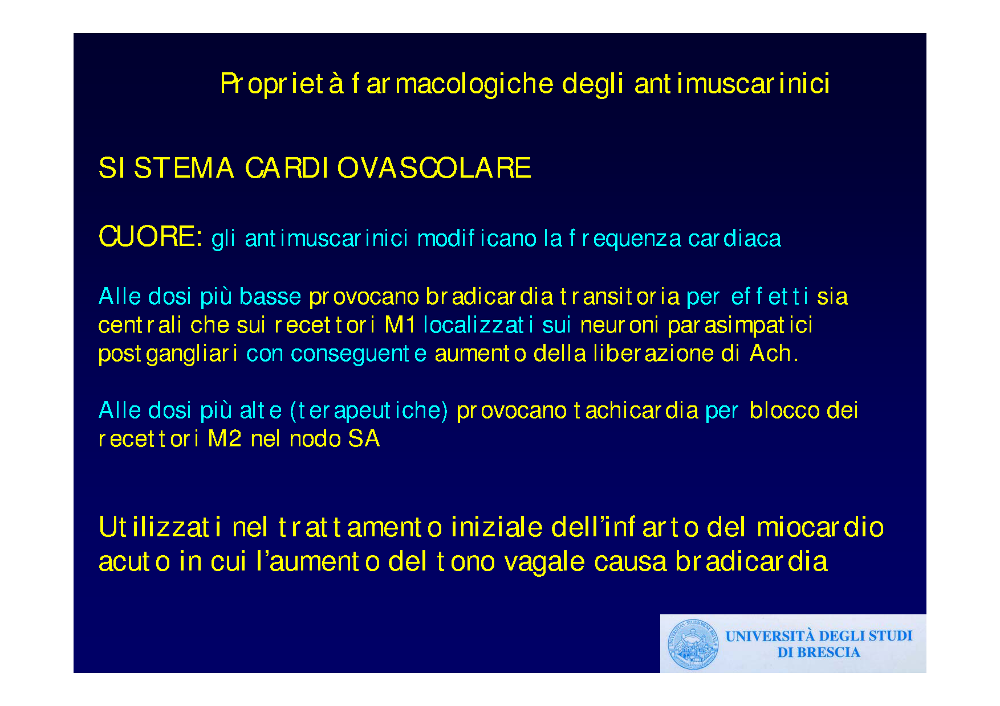 Proprietà farmacologiche degli antimuscarinici
SISTEMA CARDIOVASCOLARE
CUORE: gli antimuscarinici modificano la frequenza cardiaca
Alle dosi più basse provocano bradicardia transitoria per effetti sia
centrali che sui recettori M1 localizzati sui neuroni parasimpatici
postgangliari con conseguente aumento della liberazione di Ach.
Alle dosi più alte (terapeutiche) provocano tachicardia per blocco dei
recettori M2 nel nodo SA
Utilizzati nel trattamento iniziale dell’infarto del miocardio
acuto in cui l’aumento del tono vagale causa bradicardia
UNIVERSITÀ DEGLI STUDI
DI BRESCIA